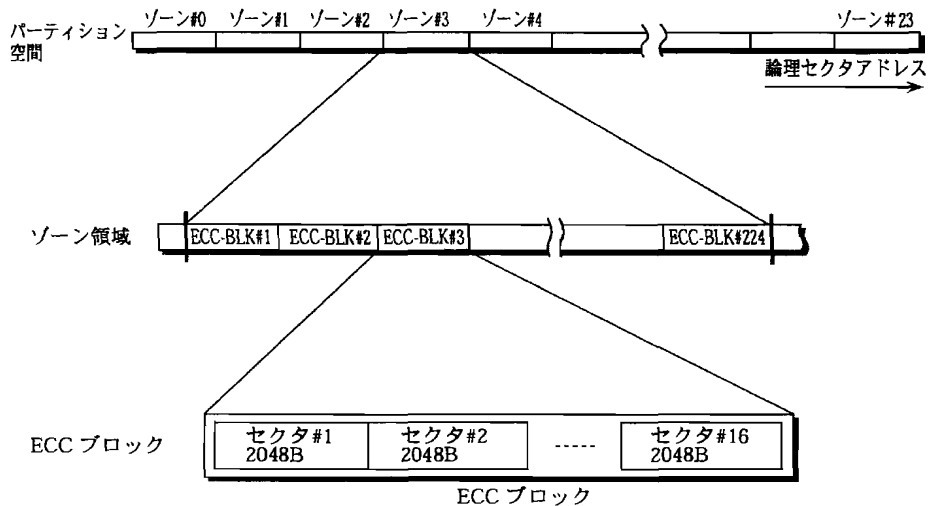 ゾーン#0 ゾーン#1 ゾーン#2 ゾーン#3 ゾーン#4 ゾーン#23
パーティション
空間
論理セクタアドレス
ゾーン領域
ECC-BLK#1 ECC-BLK#2 ECC-BLK#3 ECC-BLK#224
ECC ブロック
セクタ#1
2048B
セクタ#2
2048B
-----
セクタ#16
2048B
ECC ブロック